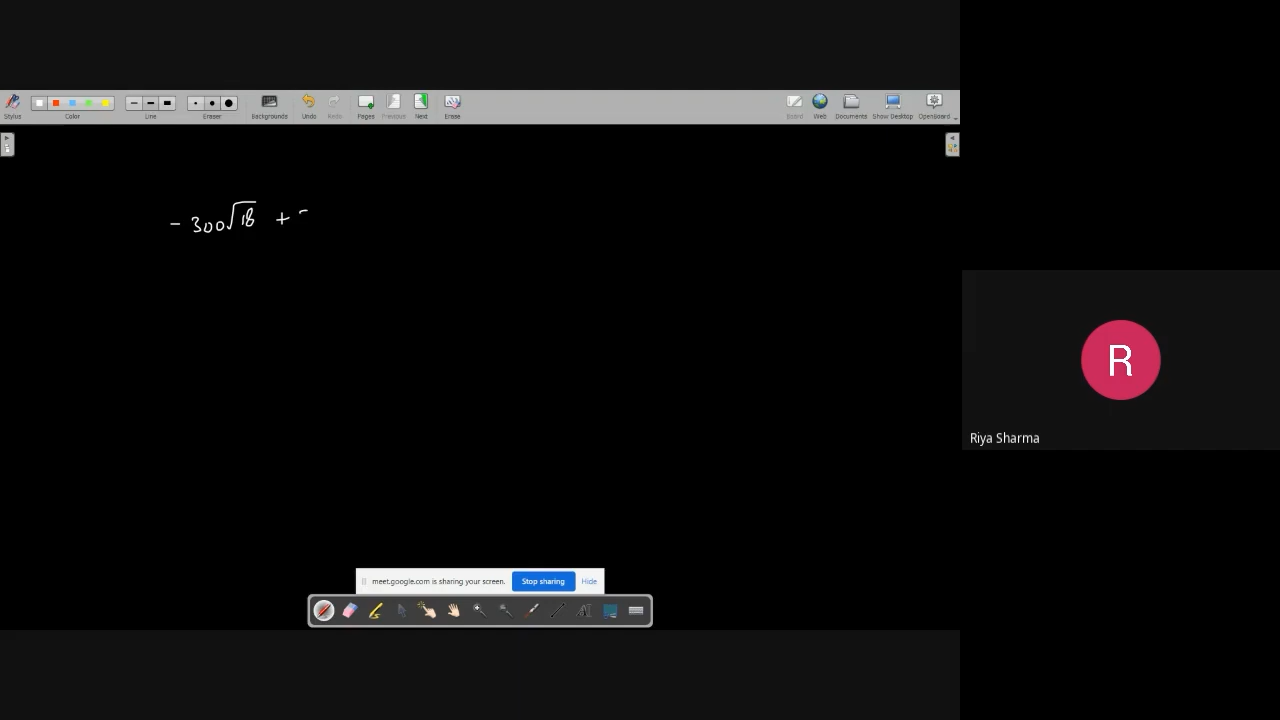 Stylus Color Line Eraser Backgrounds Undo Redo Pages Previous Next Erase Board Web Documents Show Desktop OpenBoard
- 300√18 +
R
Riya Sharma
meet.google.com is sharing your screen. Stop sharing Hide